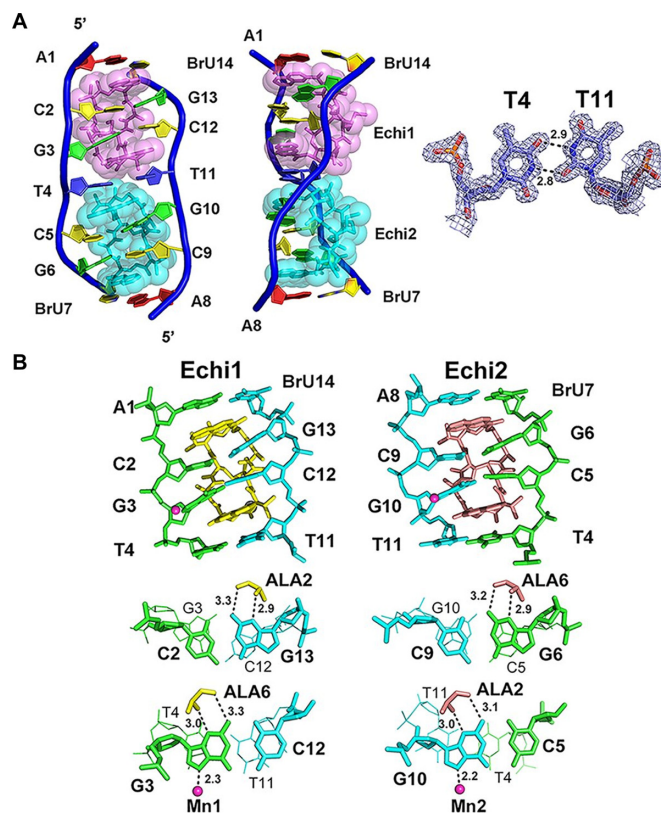 A
5'
A1
C2
G3
T4
C5
G6
BrU7
BrU14
G13
C12
T11
G10
C9
A8
5'
A1
BrU14
Echi1
Echi2
BrU7
A8
T4 T11
2.9
2.8
B
Echi1 Echi2
A1 BrU14
C2 G13
G3 C12
T4 T11
A8 BrU7
C9 G6
G10 C5
T11 T4
ALA2
3.3
2.9
G3
C2
C12
G13
ALA6
3.2
2.9
G10
C9
C5
G6
ALA6
T4
3.0
3.3
C12
G3
2.3
T11
Mn1
T11
ALA2
3.0
3.1
C5
G10
2.2
T4
Mn2